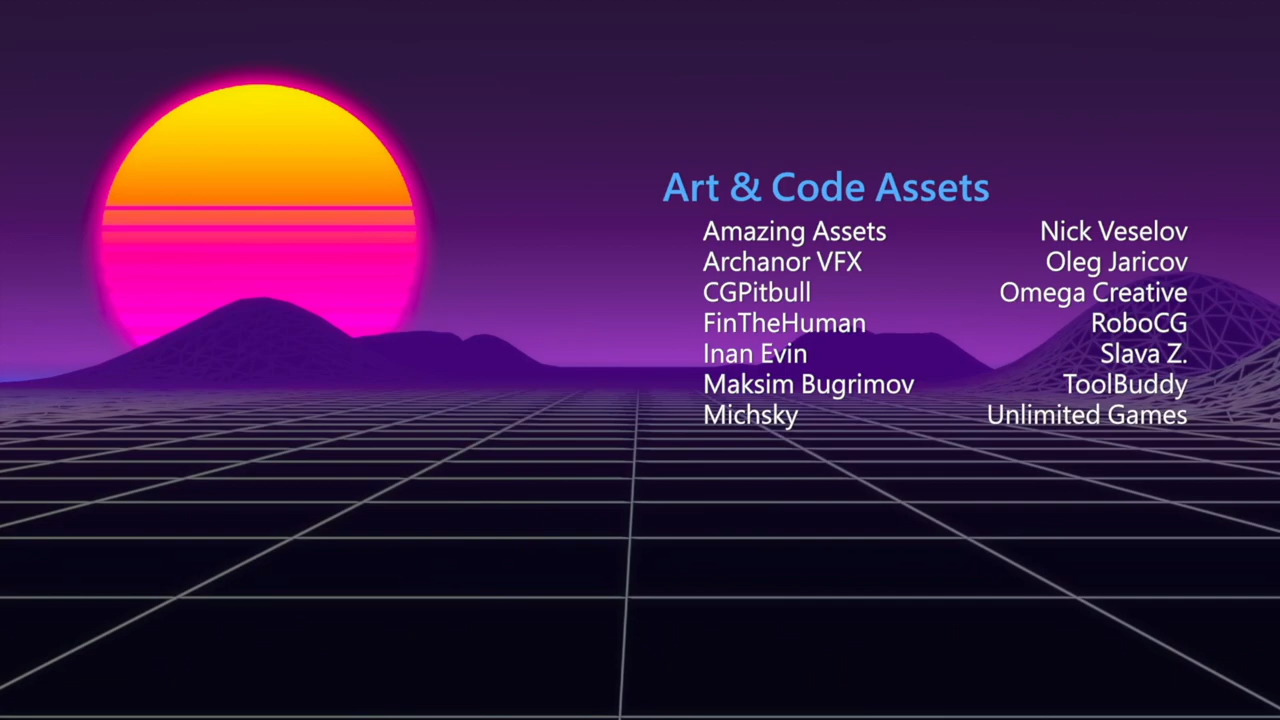 Art & Code Assets
Amazing Assets Nick Veselov
Archanor VFX Oleg Jaricov
CGPitbull Omega Creative
FinTheHuman RoboCG
Inan Evin Slava Z.
Maksim Bugrimov ToolBuddy
Michsky Unlimited Games